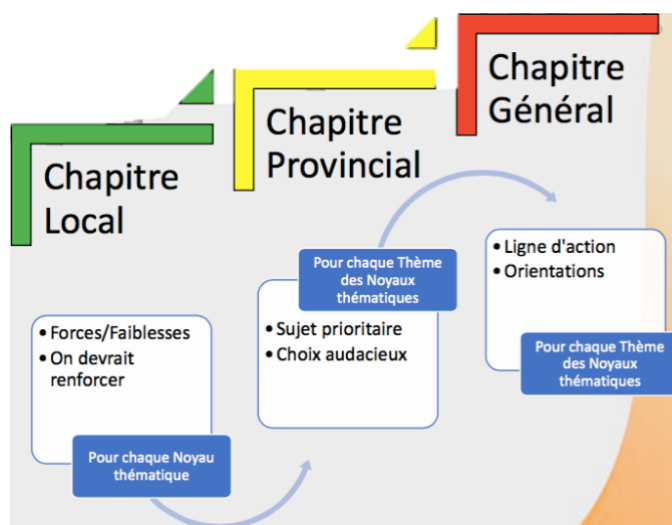 Chapitre
Local
Chapitre
Provincial
Chapitre
Général
• Forces/Faiblesses
• On devrait
renforcer
Pour chaque Noyau
thématique
Pour chaque Thème
des Noyaux
thématiques
• Sujet prioritaire
• Choix audacieux
• Ligne d'action
• Orientations
Pour chaque Thème
des Noyaux
thématiques